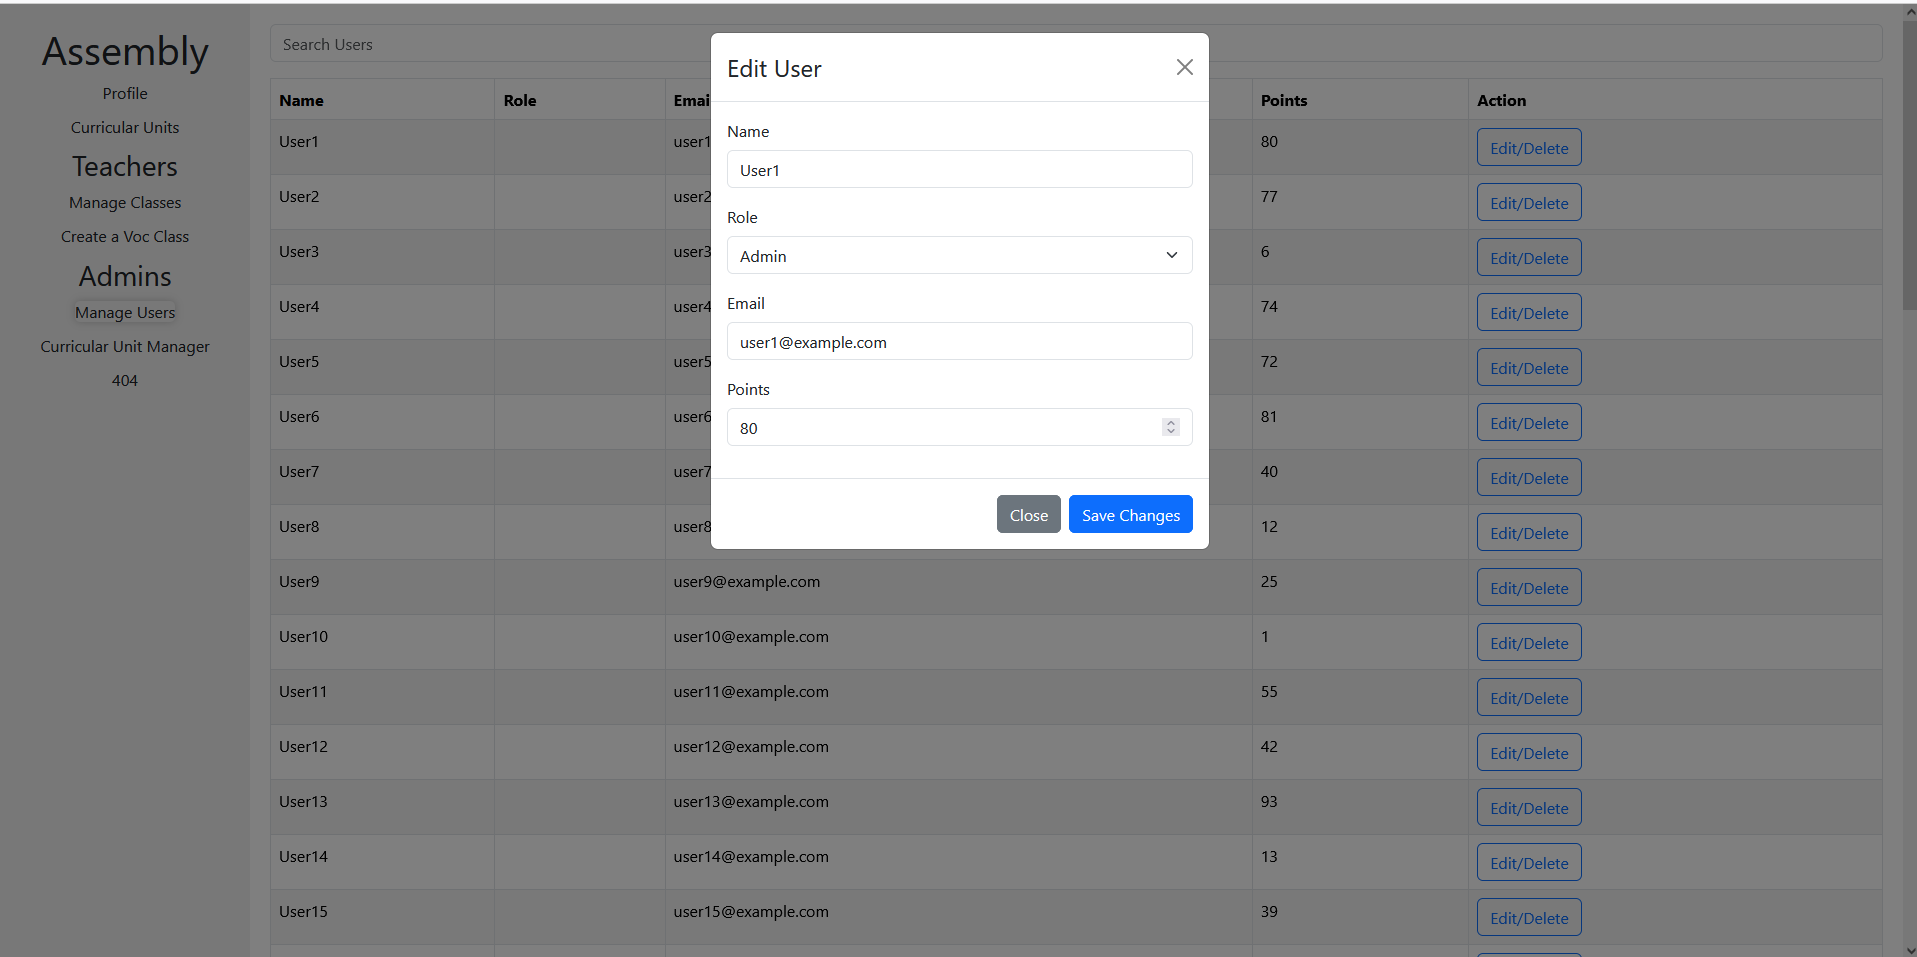 Assembly
Profile
Curricular Units
Teachers
Manage Classes
Create a Voc Class
Admins
Manage Users
Curricular Unit Manager
404
Search Users
Name Role Emai Points Action
User1 user1 80 Edit/Delete
User2 user2 77 Edit/Delete
User3 user3 6 Edit/Delete
User4 user4 74 Edit/Delete
User5 user5 72 Edit/Delete
User6 user6 81 Edit/Delete
User7 user7 40 Edit/Delete
User8 user8 12 Edit/Delete
User9 user9@example.com 25 Edit/Delete
User10 user10@example.com 1 Edit/Delete
User11 user11@example.com 55 Edit/Delete
User12 user12@example.com 42 Edit/Delete
User13 user13@example.com 93 Edit/Delete
User14 user14@example.com 13 Edit/Delete
User15 user15@example.com 39 Edit/Delete
Edit User
Name
User1
Role
Admin
Email
user1@example.com
Points
80
Close Save Changes